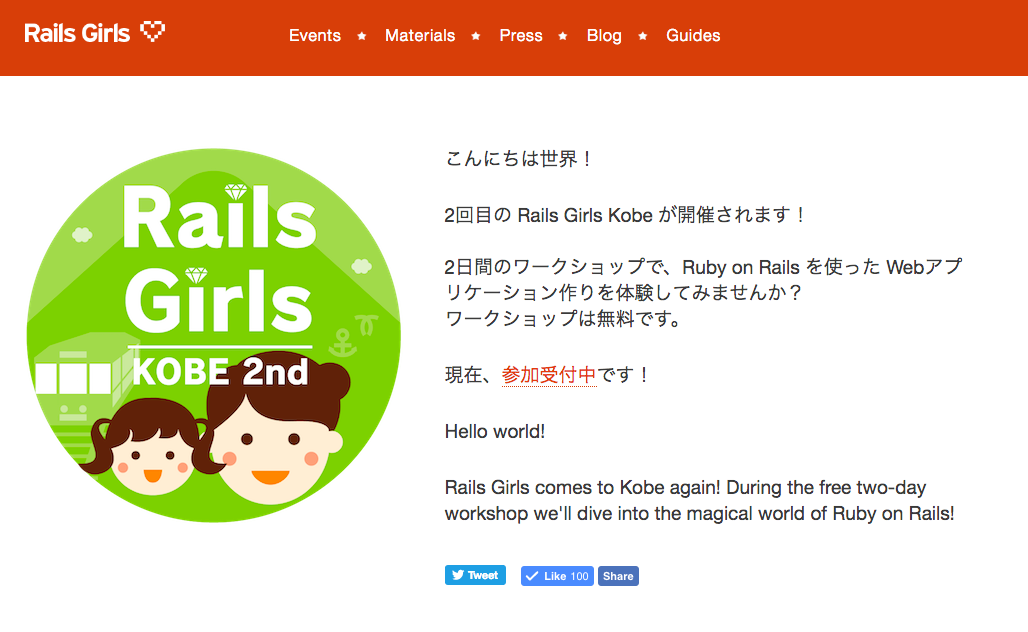 Rails Girls
Events ★ Materials ★ Press ★ Blog ★ Guides
Rails
Girls
KOBE 2nd
こんにちは世界！
2回目の Rails Girls Kobe が開催されます！
2日間のワークショップで、Ruby on Rails を使った Webアプ
リケーション作りを体験してみませんか？
ワークショップは無料です。
現在、参加受付中です！
Hello world!
Rails Girls comes to Kobe again! During the free two-day
workshop we'll dive into the magical world of Ruby on Rails!
Tweet
Like 100
Share